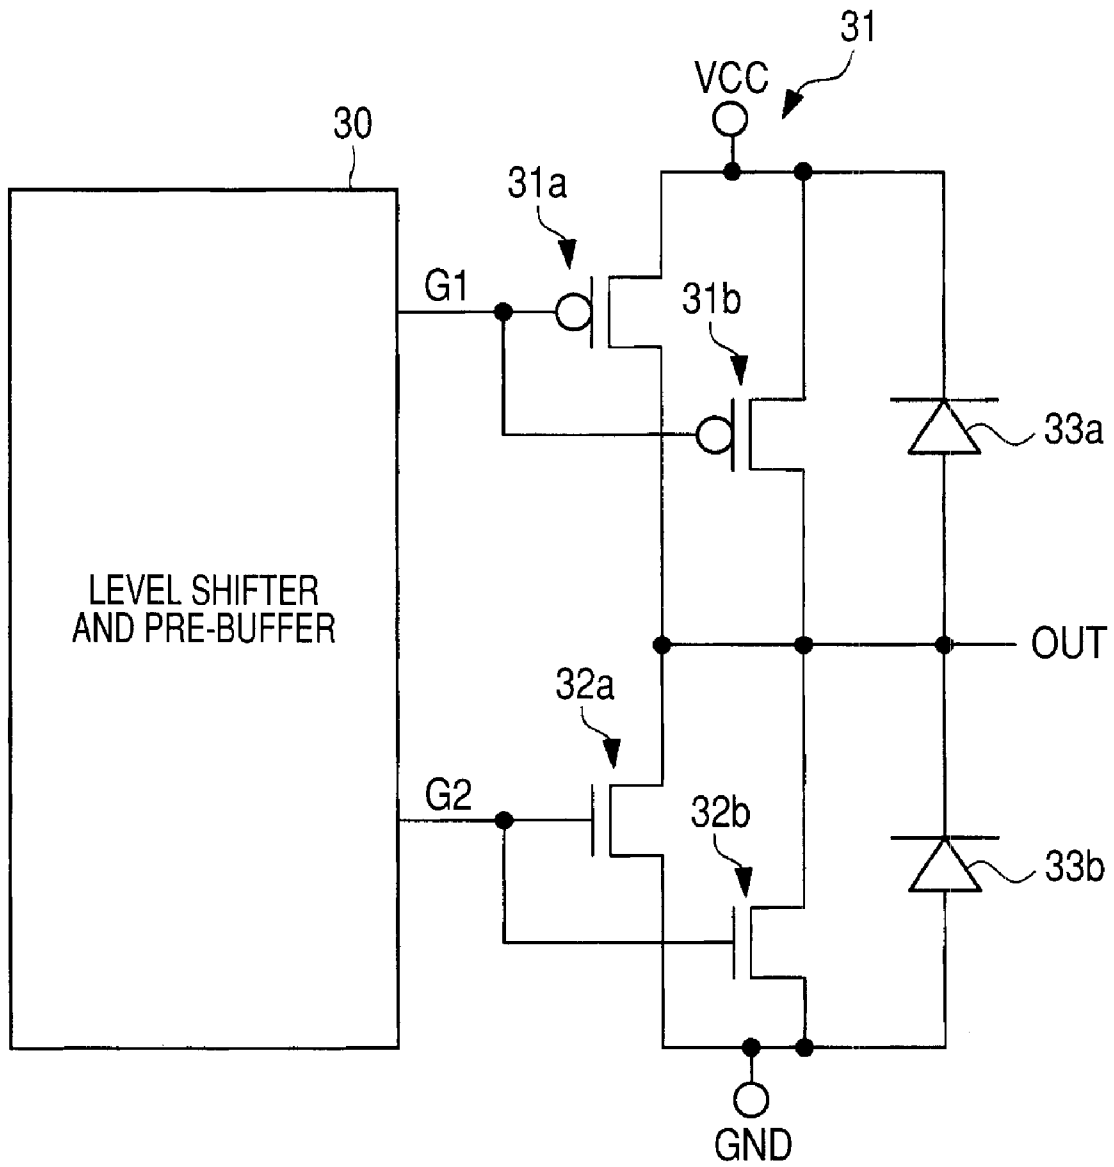 31
VCC
30
31a
G1
31b
33a
LEVEL SHIFTER
AND PRE-BUFFER
OUT
32a
G2
32b
33b
GND